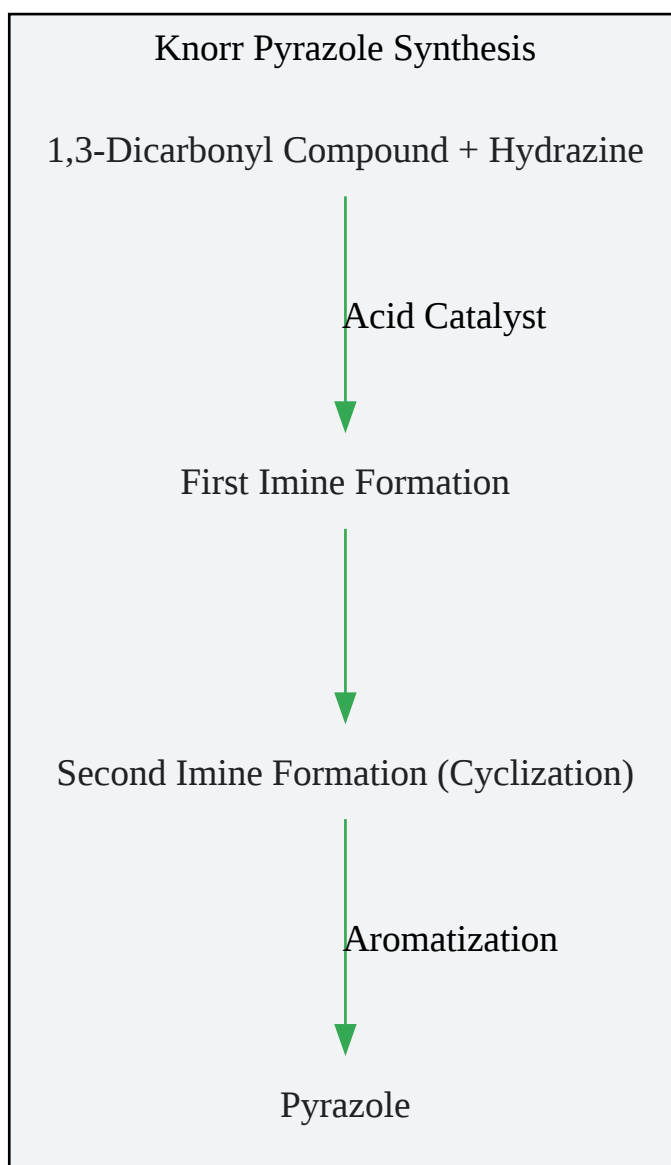 Knorr Pyrazole Synthesis
1,3-Dicarbonyl Compound + Hydrazine
Acid Catalyst
First Imine Formation
Second Imine Formation (Cyclization)
Aromatization
Pyrazole